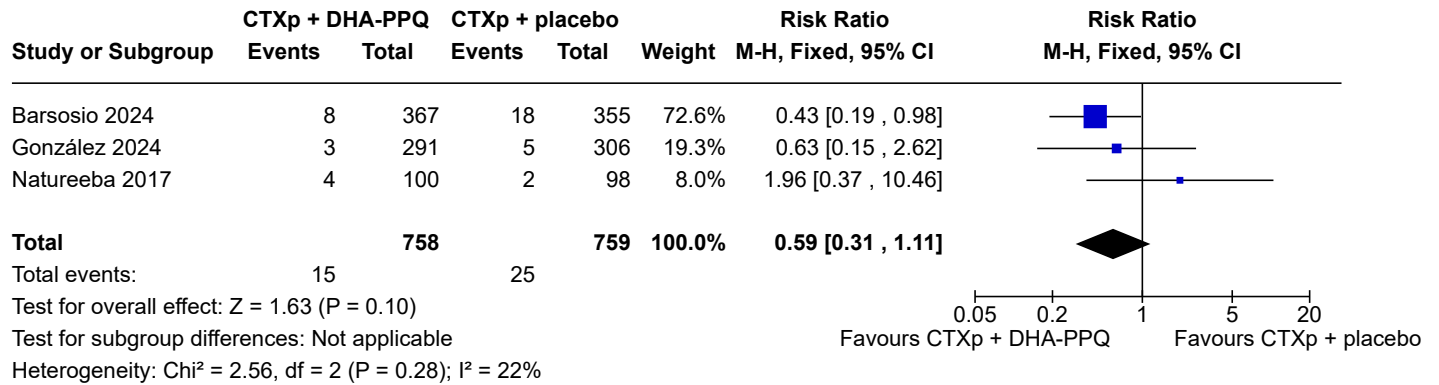 CTXp + DHA-PPQ CTXp + placebo Risk Ratio Risk Ratio
Study or Subgroup Events Total Events Total Weight M-H, Fixed, 95% CI M-H, Fixed, 95% CI
Barsosio 2024 8 367 18 355 72.6% 0.43 [0.19 , 0.98]
González 2024 3 291 5 306 19.3% 0.63 [0.15 , 2.62]
Natureeba 2017 4 100 2 98 8.0% 1.96 [0.37 , 10.46]
Total 758 759 100.0% 0.59 [0.31 , 1.11]
Total events: 15 25
Test for overall effect: Z = 1.63 (P = 0.10)
Test for subgroup differences: Not applicable
Heterogeneity: Chi² = 2.56, df = 2 (P = 0.28); I² = 22%
0.05 0.2 1 5 20
Favours CTXp + DHA-PPQ Favours CTXp + placebo